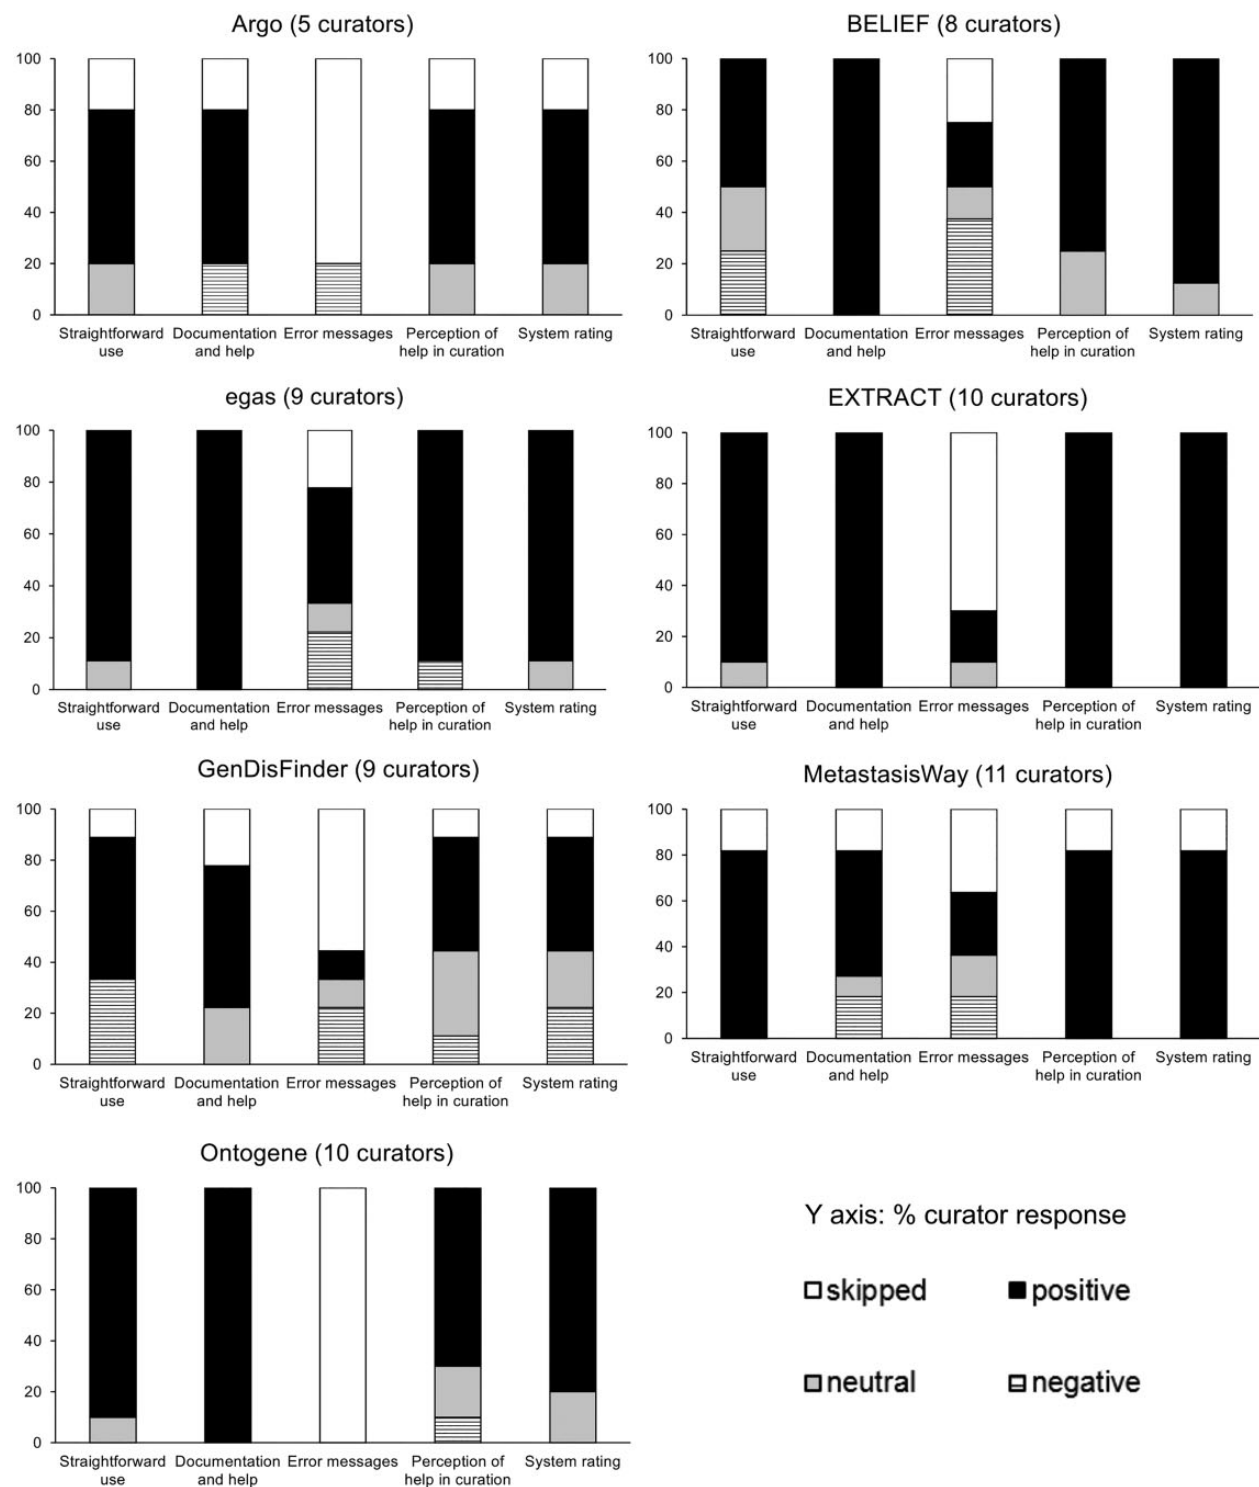 Argo (5 curators)
100
80
60
40
20
0
Straightforward use
Documentation and help
Error messages
Perception of help in curation
System rating
BELIEF (8 curators)
100
80
60
40
20
0
Straightforward use
Documentation and help
Error messages
Perception of help in curation
System rating
egas (9 curators)
100
80
60
40
20
0
Straightforward use
Documentation and help
Error messages
Perception of help in curation
System rating
EXTRACT (10 curators)
100
80
60
40
20
0
Straightforward use
Documentation and help
Error messages
Perception of help in curation
System rating
GenDisFinder (9 curators)
100
80
60
40
20
0
Straightforward use
Documentation and help
Error messages
Perception of help in curation
System rating
MetastasisWay (11 curators)
100
80
60
40
20
0
Straightforward use
Documentation and help
Error messages
Perception of help in curation
System rating
Ontogene (10 curators)
100
80
60
40
20
0
Straightforward use
Documentation and help
Error messages
Perception of help in curation
System rating
Y axis: % curator response
skipped
positive
neutral
negative